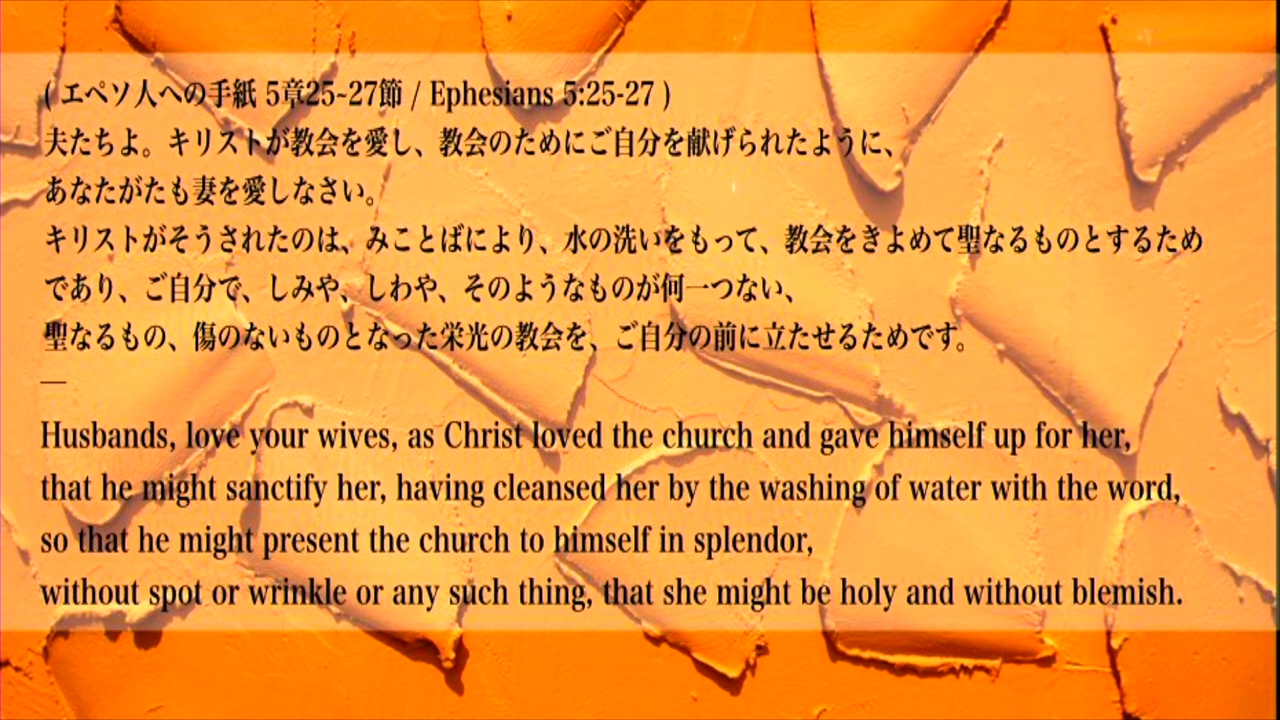 ( エペソ人への手紙 5章25~27節 / Ephesians 5:25-27 )
夫たちよ。キリストが教会を愛し、教会のためにご自分を献げられたように、
あなたがたも妻を愛しなさい。
キリストがそうされたのは、みことばにより、水の洗いをもって、教会をきよめて聖なるものとするため
であり、ご自分で、しみや、しわや、そのようなものが何一つない、
聖なるもの、傷のないものとなった栄光の教会を、ご自分の前に立たせるためです。
—
Husbands, love your wives, as Christ loved the church and gave himself up for her,
that he might sanctify her, having cleansed her by the washing of water with the word,
so that he might present the church to himself in splendor,
without spot or wrinkle or any such thing, that she might be holy and without blemish.